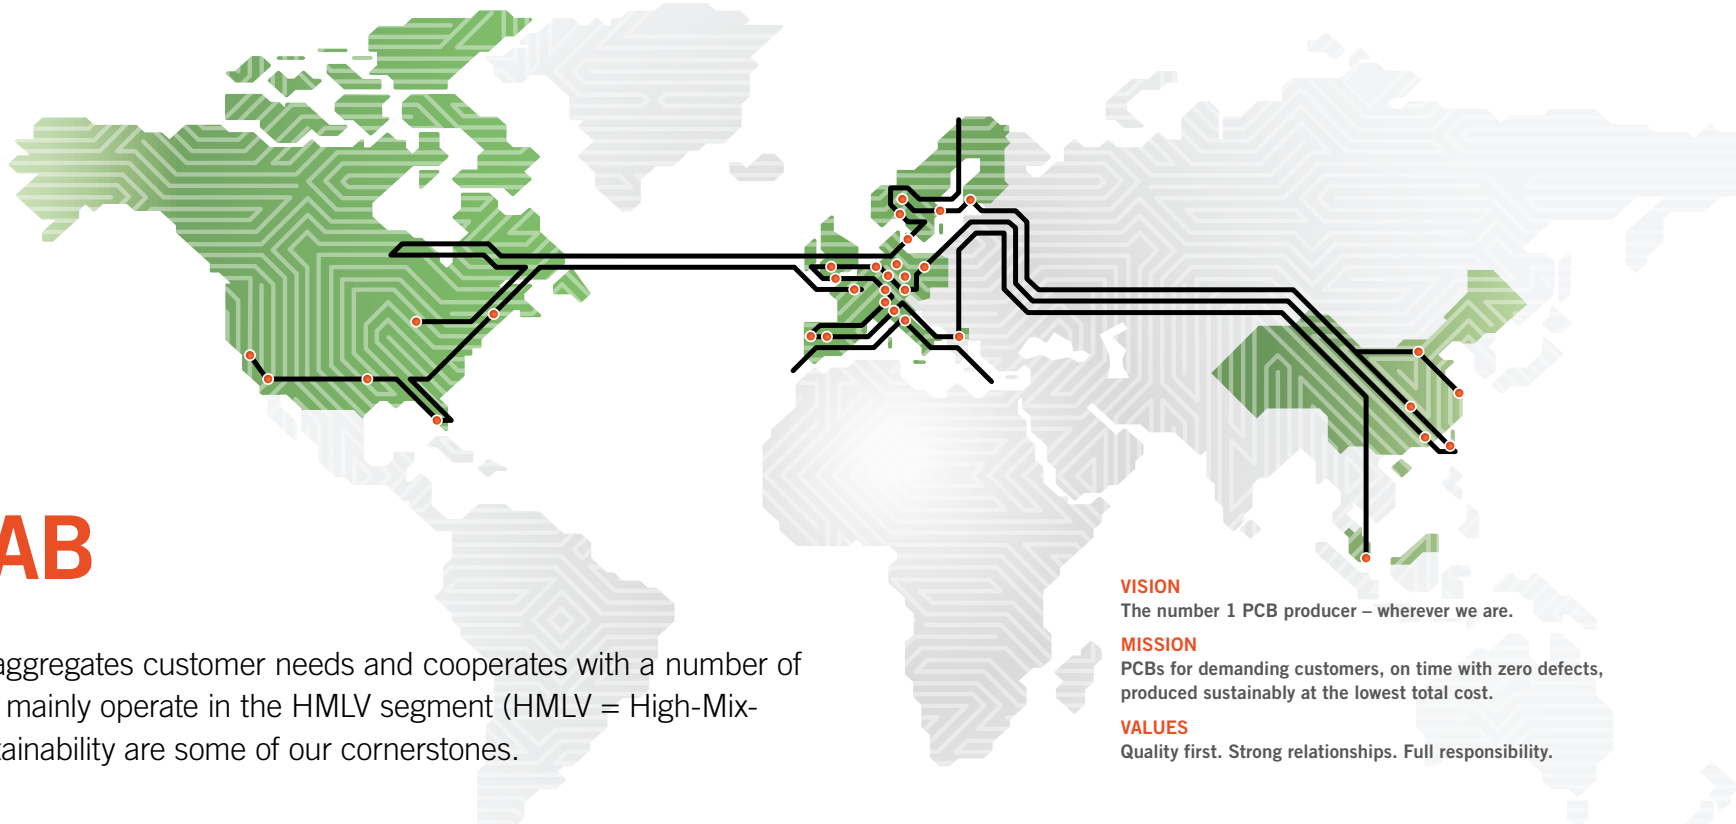 AB
aggregates customer needs and cooperates with a number of
mainly operate in the HMLV segment (HMLV = High-Mix-
tainability are some of our cornerstones.
VISION
The number 1 PCB producer – wherever we are.
MISSION
PCBs for demanding customers, on time with zero defects,
produced sustainably at the lowest total cost.
VALUES
Quality first. Strong relationships. Full responsibility.